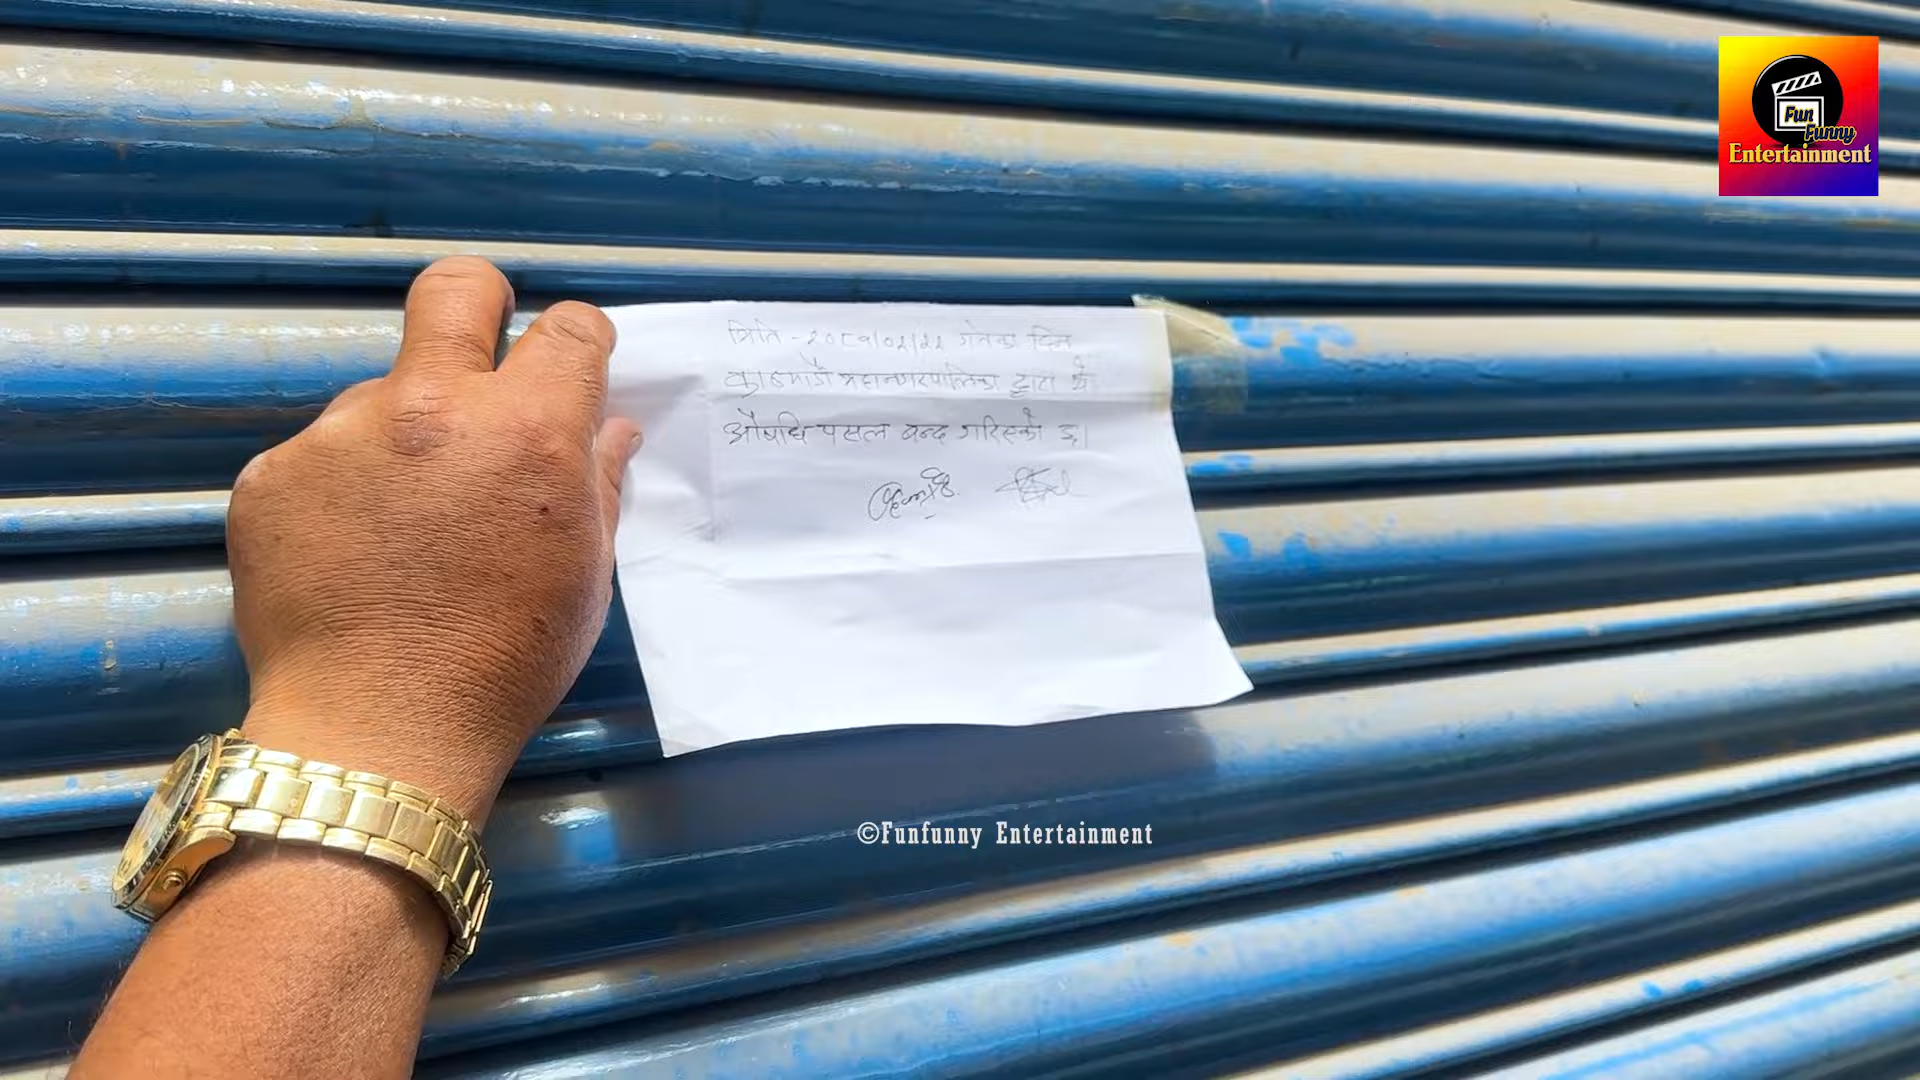 Fun
Funny
Entertainment
मिति - २०८१/०२/२२ गतेका दिन
काठमाडौं महानगरपालिका द्वारा यो
औषधि पसल बन्द गरिएको छ।
©Funfunny Entertainment